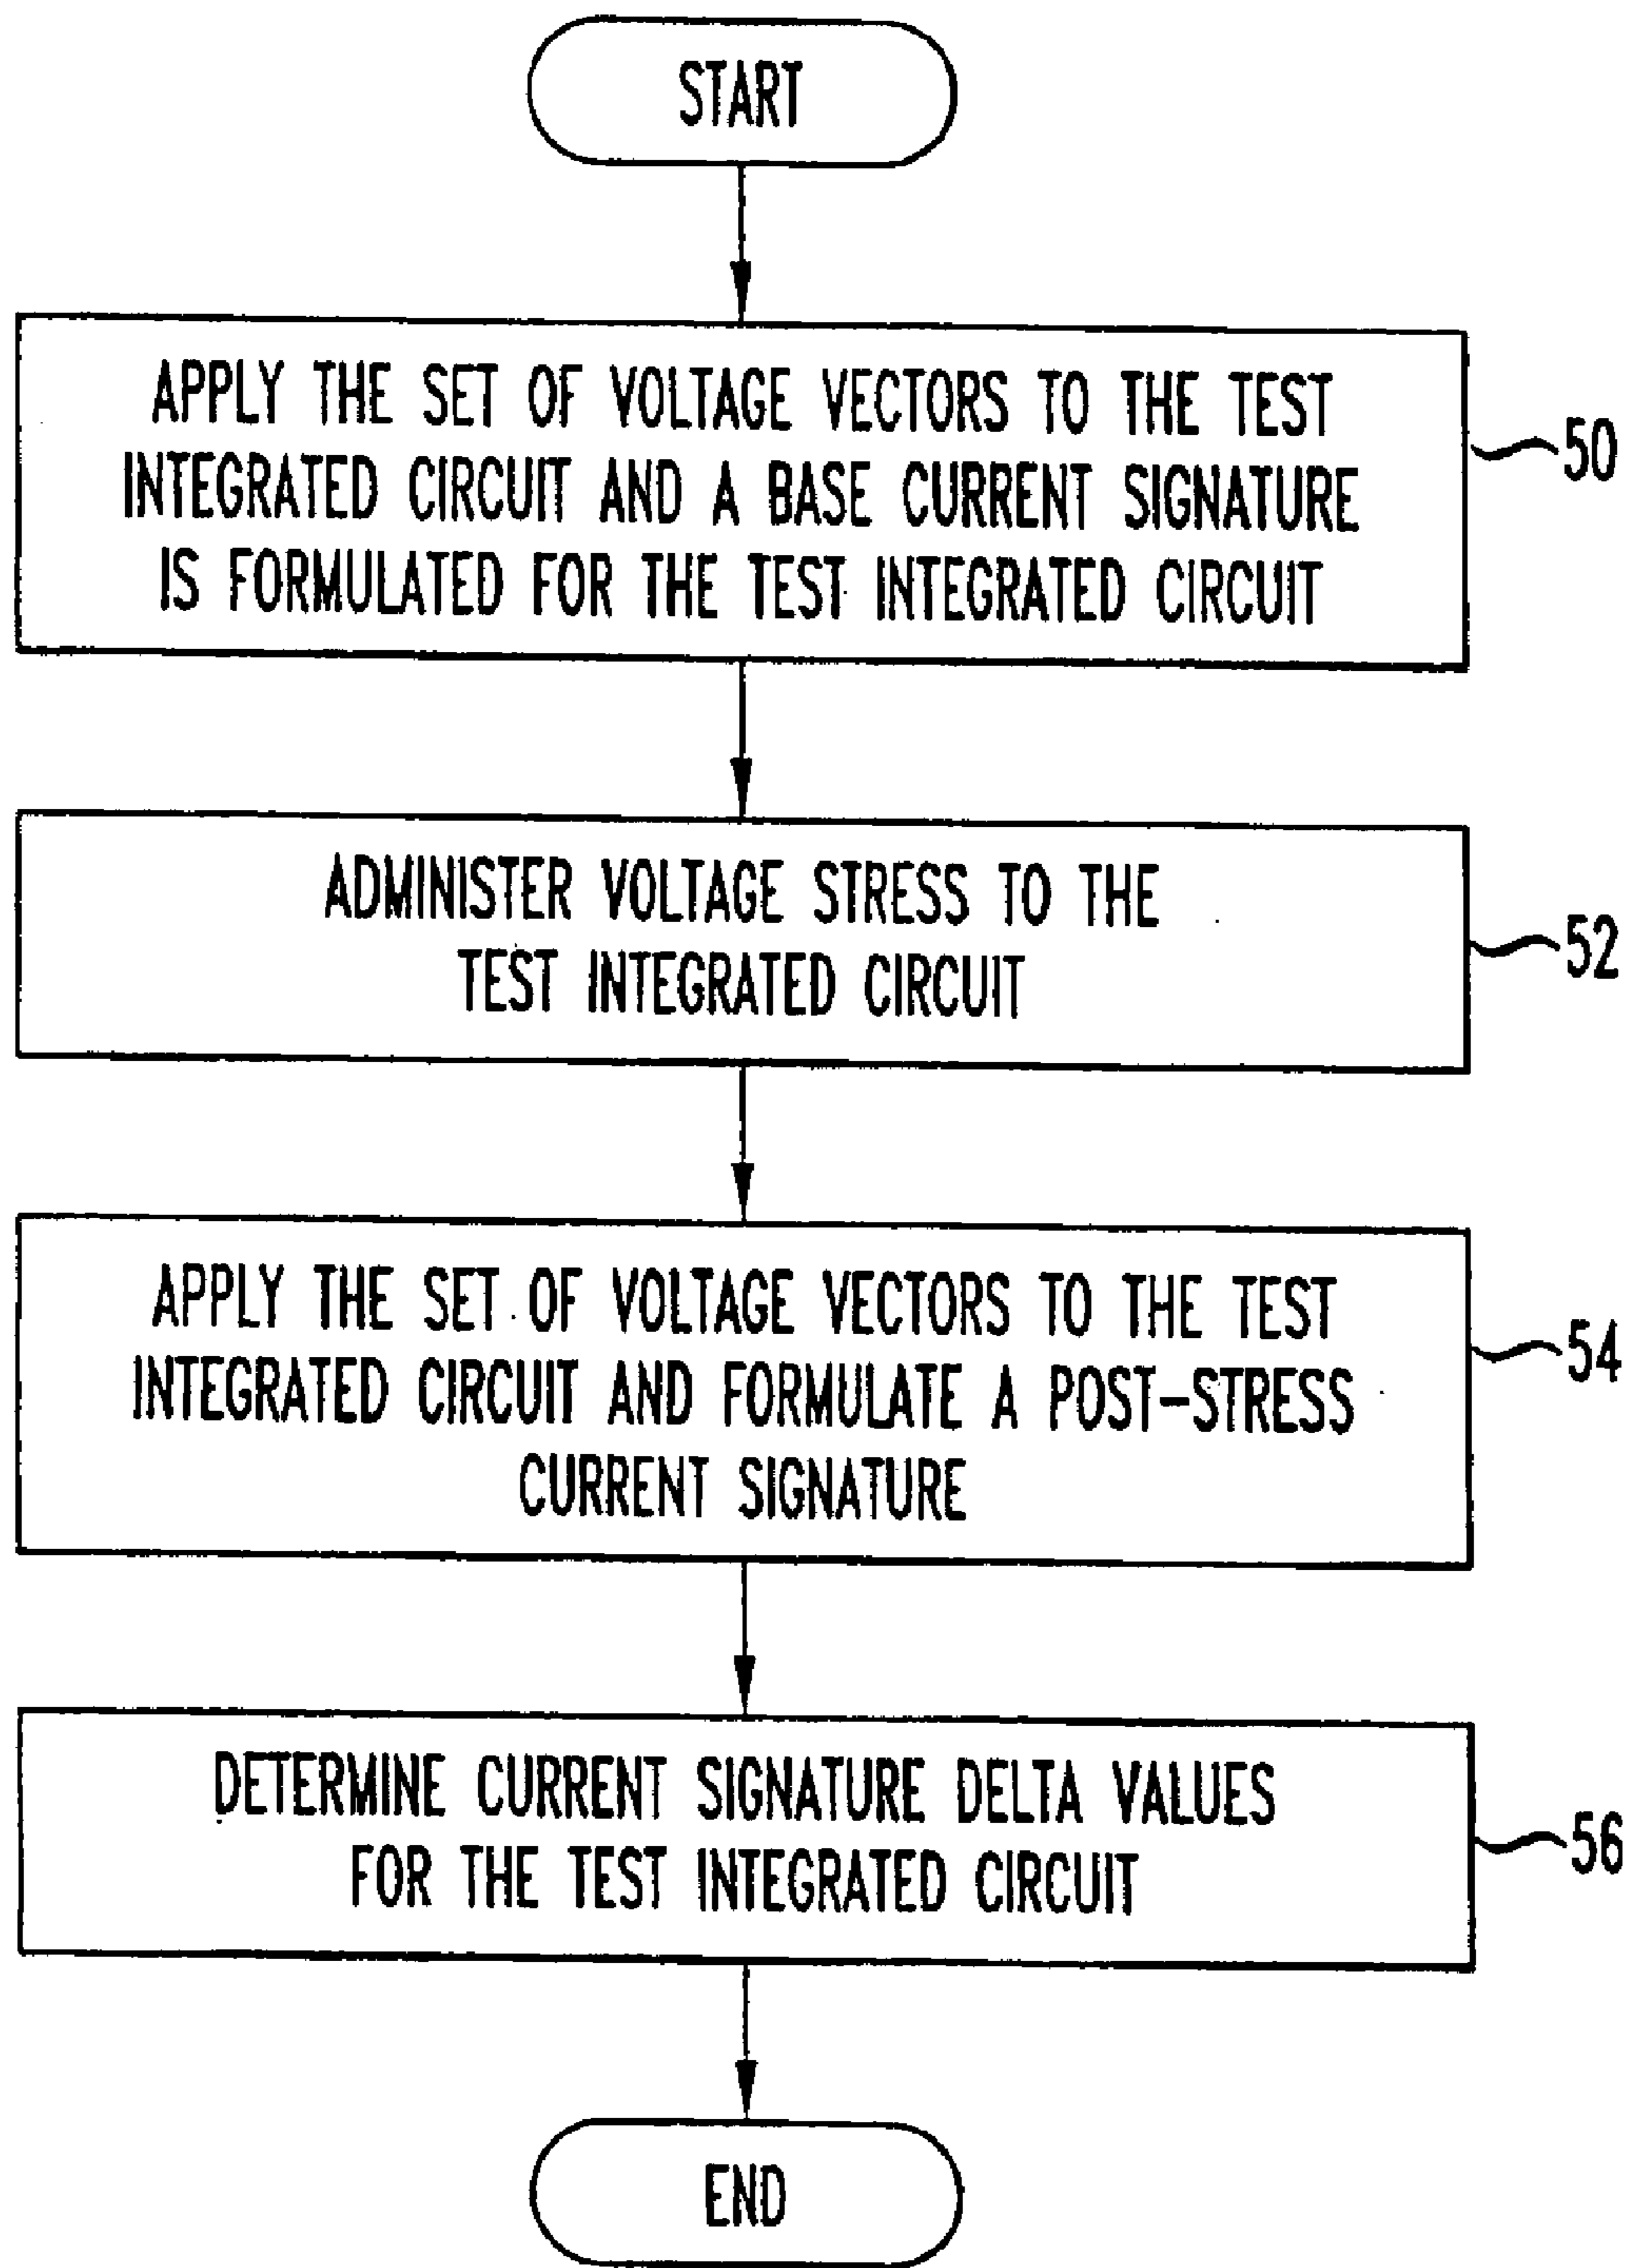 START
APPLY THE SET OF VOLTAGE VECTORS TO THE TEST
INTEGRATED CIRCUIT AND A BASE CURRENT SIGNATURE
IS FORMULATED FOR THE TEST INTEGRATED CIRCUIT
50
ADMINISTER VOLTAGE STRESS TO THE
TEST INTEGRATED CIRCUIT
52
APPLY THE SET OF VOLTAGE VECTORS TO THE TEST
INTEGRATED CIRCUIT AND FORMULATE A POST-STRESS
CURRENT SIGNATURE
54
DETERMINE CURRENT SIGNATURE DELTA VALUES
FOR THE TEST INTEGRATED CIRCUIT
56
END